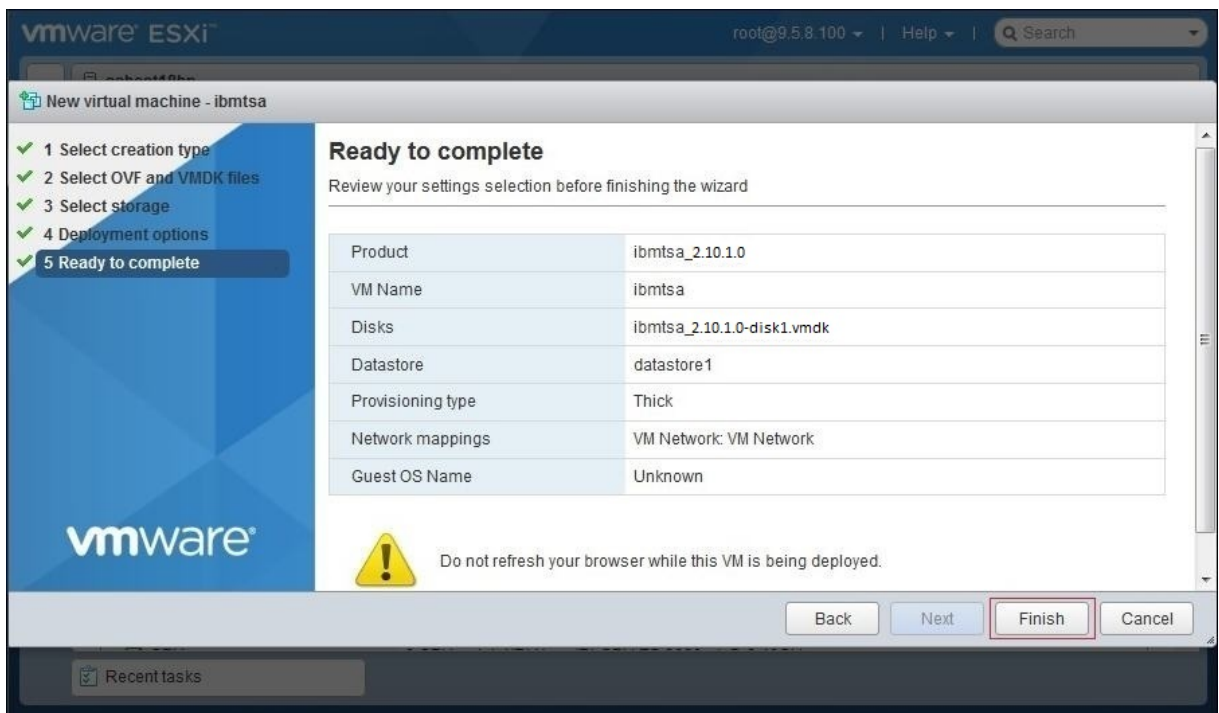 vmware ESXi™
root@9.5.8.100 | Help | Search
New virtual machine - ibmtsa
1 Select creation type
2 Select OVF and VMDK files
3 Select storage
4 Deployment options
5 Ready to complete
vmware®
Ready to complete
Review your settings selection before finishing the wizard
Product ibmtsa_2.10.1.0
VM Name ibmtsa
Disks ibmtsa_2.10.1.0-disk1.vmdk
Datastore datastore1
Provisioning type Thick
Network mappings VM Network: VM Network
Guest OS Name Unknown
Do not refresh your browser while this VM is being deployed.
Back Next Finish Cancel
Recent tasks